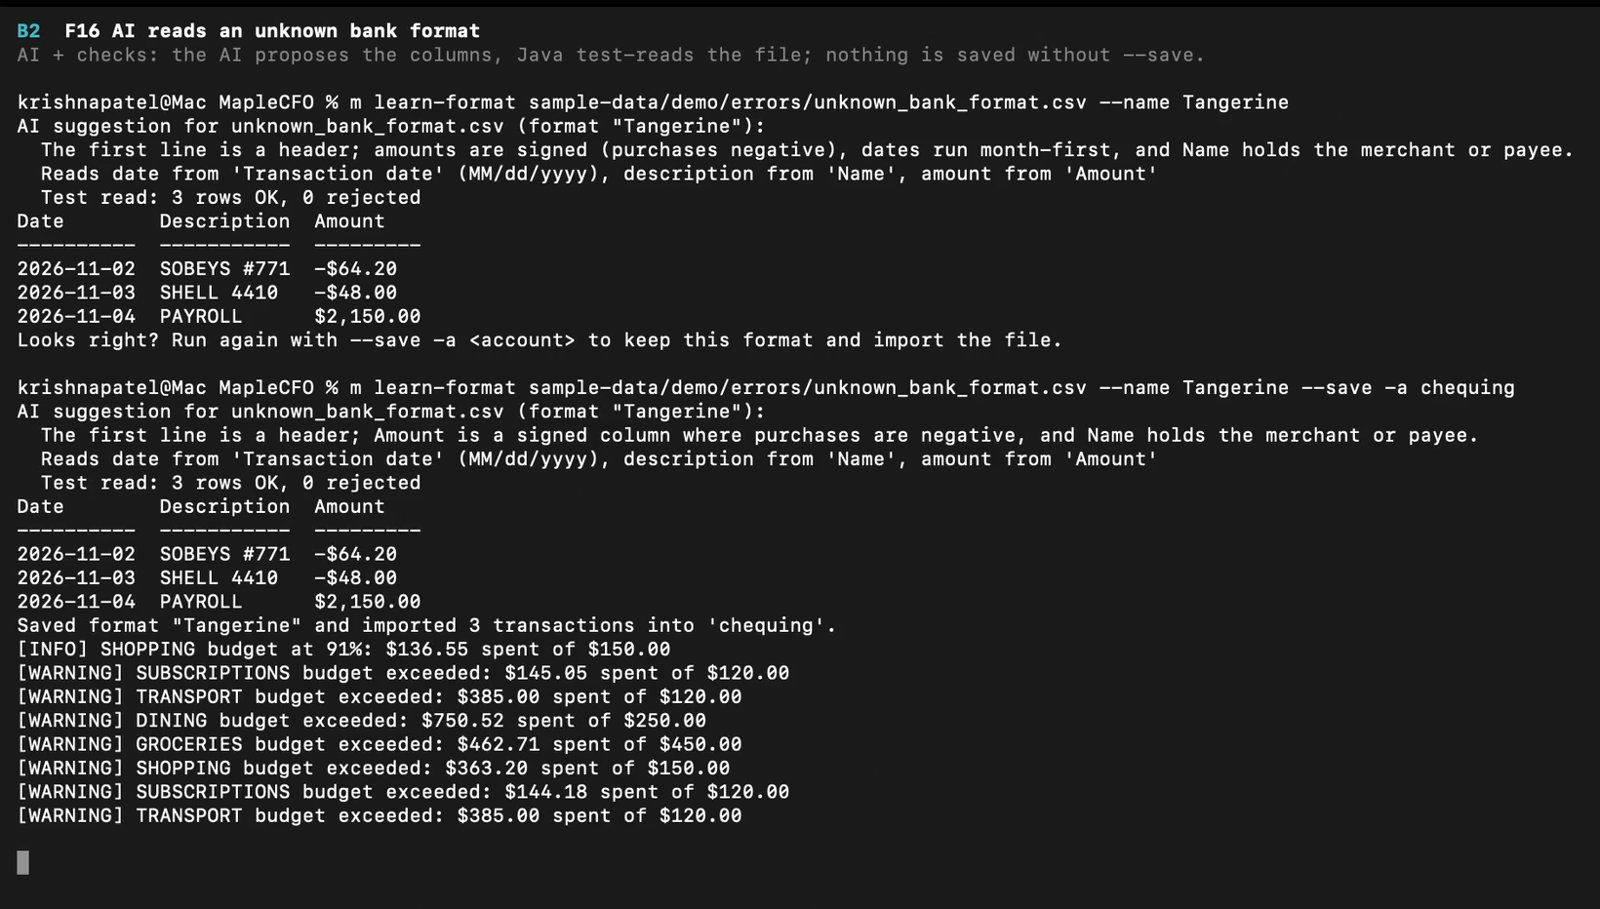 B2  F16 AI reads an unknown bank format
AI + checks: the AI proposes the columns, Java test-reads the file; nothing is saved without --save.
krishnapatel@Mac MapleCFO % m learn-format sample-data/demo/errors/unknown_bank_format.csv --name Tangerine
AI suggestion for unknown_bank_format.csv (format "Tangerine"):
  The first line is a header; amounts are signed (purchases negative), dates run month-first, and Name holds the merchant or payee.
  Reads date from 'Transaction date' (MM/dd/yyyy), description from 'Name', amount from 'Amount'
  Test read: 3 rows OK, 0 rejected
Date        Description  Amount
----------  -----------  ---------
2026-11-02  SOBEYS #771  -$64.20
2026-11-03  SHELL 4410   -$48.00
2026-11-04  PAYROLL      $2,150.00
Looks right? Run again with --save -a <account> to keep this format and import the file.
krishnapatel@Mac MapleCFO % m learn-format sample-data/demo/errors/unknown_bank_format.csv --name Tangerine --save -a chequing
AI suggestion for unknown_bank_format.csv (format "Tangerine"):
  The first line is a header; Amount is a signed column where purchases are negative, and Name holds the merchant or payee.
  Reads date from 'Transaction date' (MM/dd/yyyy), description from 'Name', amount from 'Amount'
  Test read: 3 rows OK, 0 rejected
Date        Description  Amount
----------  -----------  ---------
2026-11-02  SOBEYS #771  -$64.20
2026-11-03  SHELL 4410   -$48.00
2026-11-04  PAYROLL      $2,150.00
Saved format "Tangerine" and imported 3 transactions into 'chequing'.
[INFO] SHOPPING budget at 91%: $136.55 spent of $150.00
[WARNING] SUBSCRIPTIONS budget exceeded: $145.05 spent of $120.00
[WARNING] TRANSPORT budget exceeded: $385.00 spent of $120.00
[WARNING] DINING budget exceeded: $750.52 spent of $250.00
[WARNING] GROCERIES budget exceeded: $462.71 spent of $450.00
[WARNING] SHOPPING budget exceeded: $363.20 spent of $150.00
[WARNING] SUBSCRIPTIONS budget exceeded: $144.18 spent of $120.00
[WARNING] TRANSPORT budget exceeded: $385.00 spent of $120.00